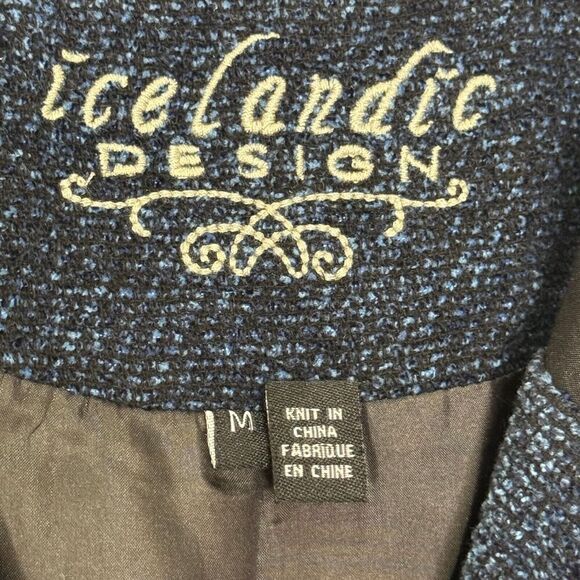 icelandic
DESIGN
M
KNIT IN
CHINA
FABRIQUE
EN CHINE